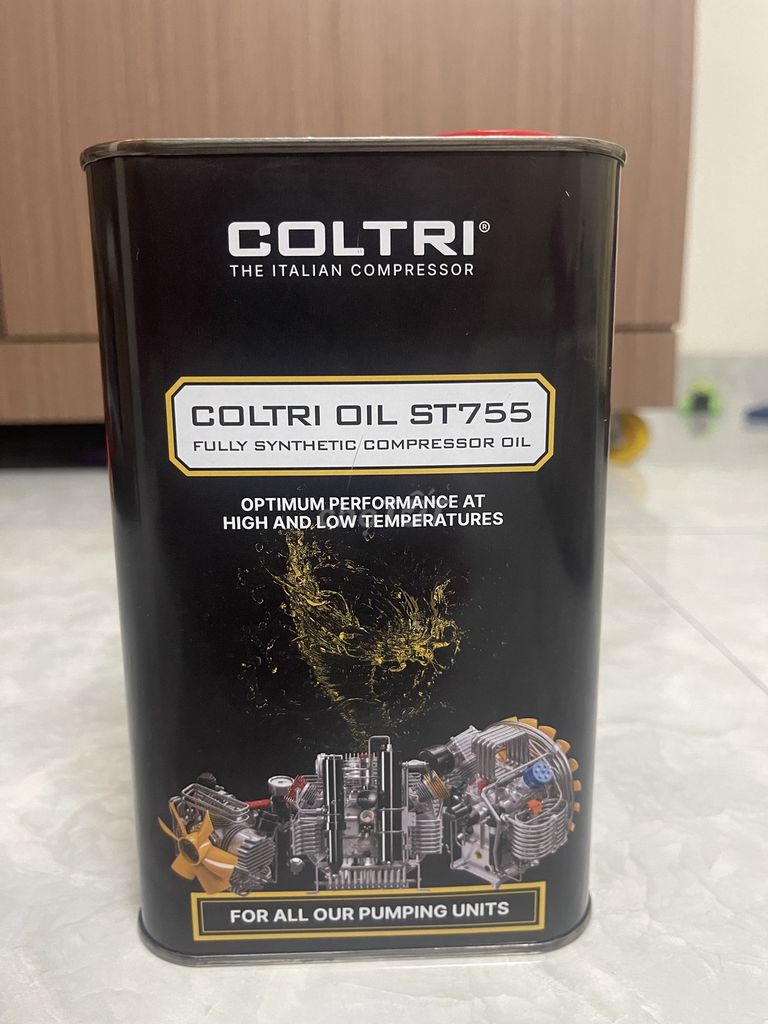 COLTRI®
THE ITALIAN COMPRESSOR
COLTRI OIL ST755
FULLY SYNTHETIC COMPRESSOR OIL
OPTIMUM PERFORMANCE AT
HIGH AND LOW TEMPERATURES
FOR ALL OUR PUMPING UNITS